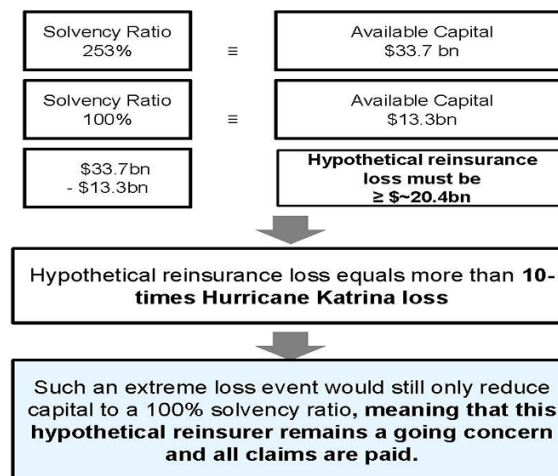 Solvency Ratio
253%
≡
Available Capital
$33.7 bn
Solvency Ratio
100%
≡
Available Capital
$13.3bn
$33.7bn
- $13.3bn
Hypothetical reinsurance
loss must be
≥ $~20.4bn
Hypothetical reinsurance loss equals more than 10-
times Hurricane Katrina loss
Such an extreme loss event would still only reduce
capital to a 100% solvency ratio, meaning that this
hypothetical reinsurer remains a going concern
and all claims are paid.